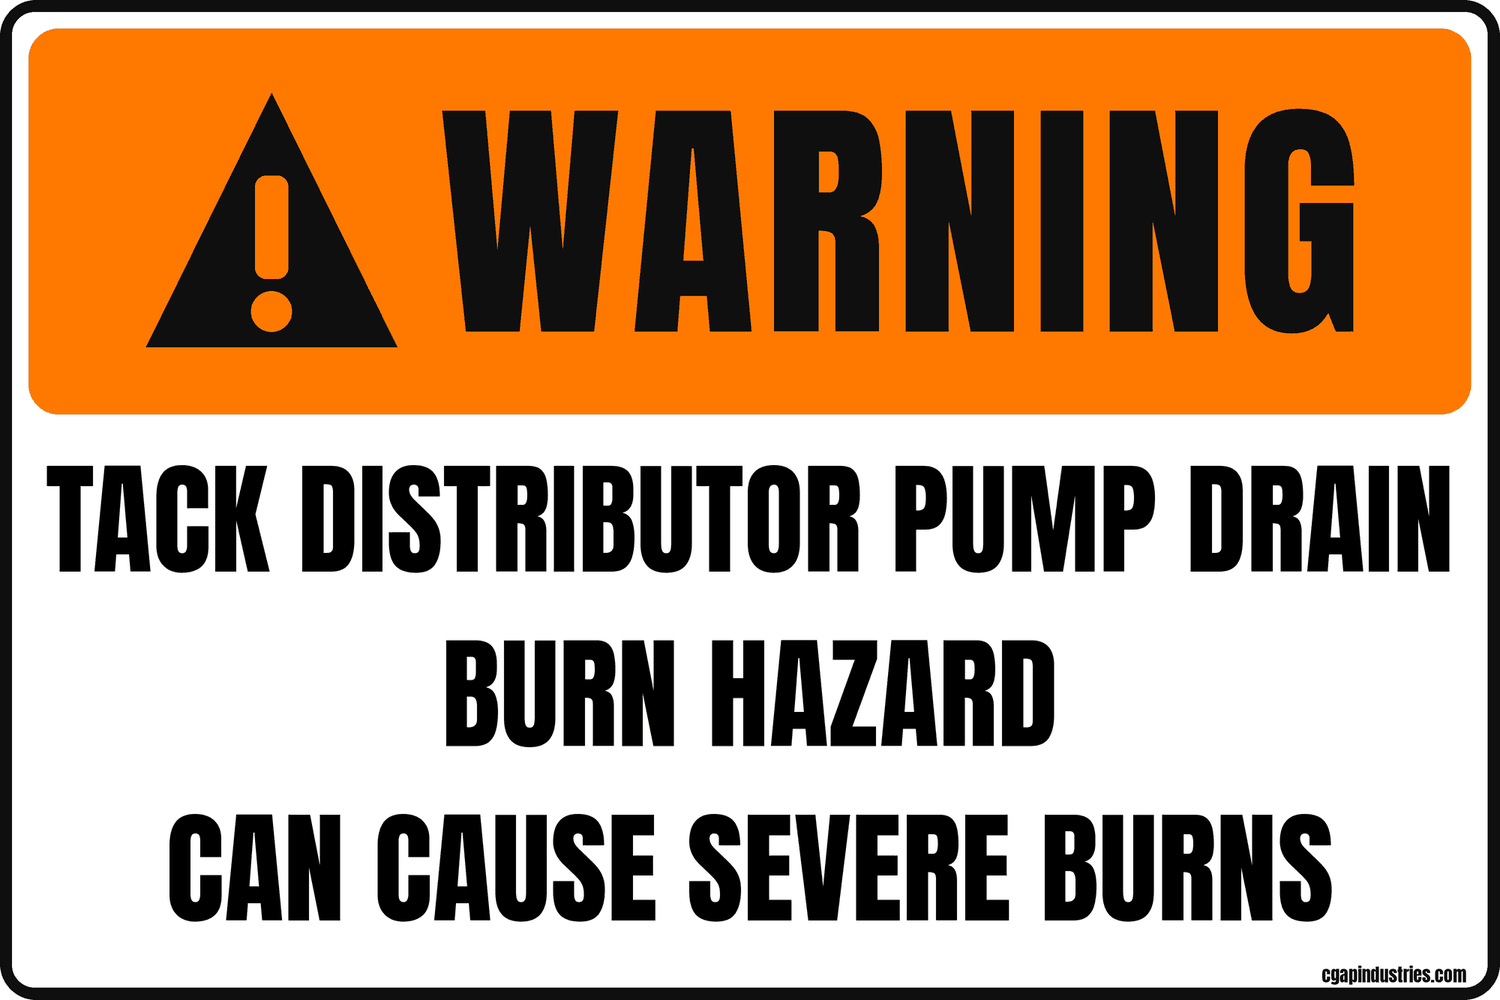 WARNING
TACK DISTRIBUTOR PUMP DRAIN
BURN HAZARD
CAN CAUSE SEVERE BURNS
cgapindustries.com